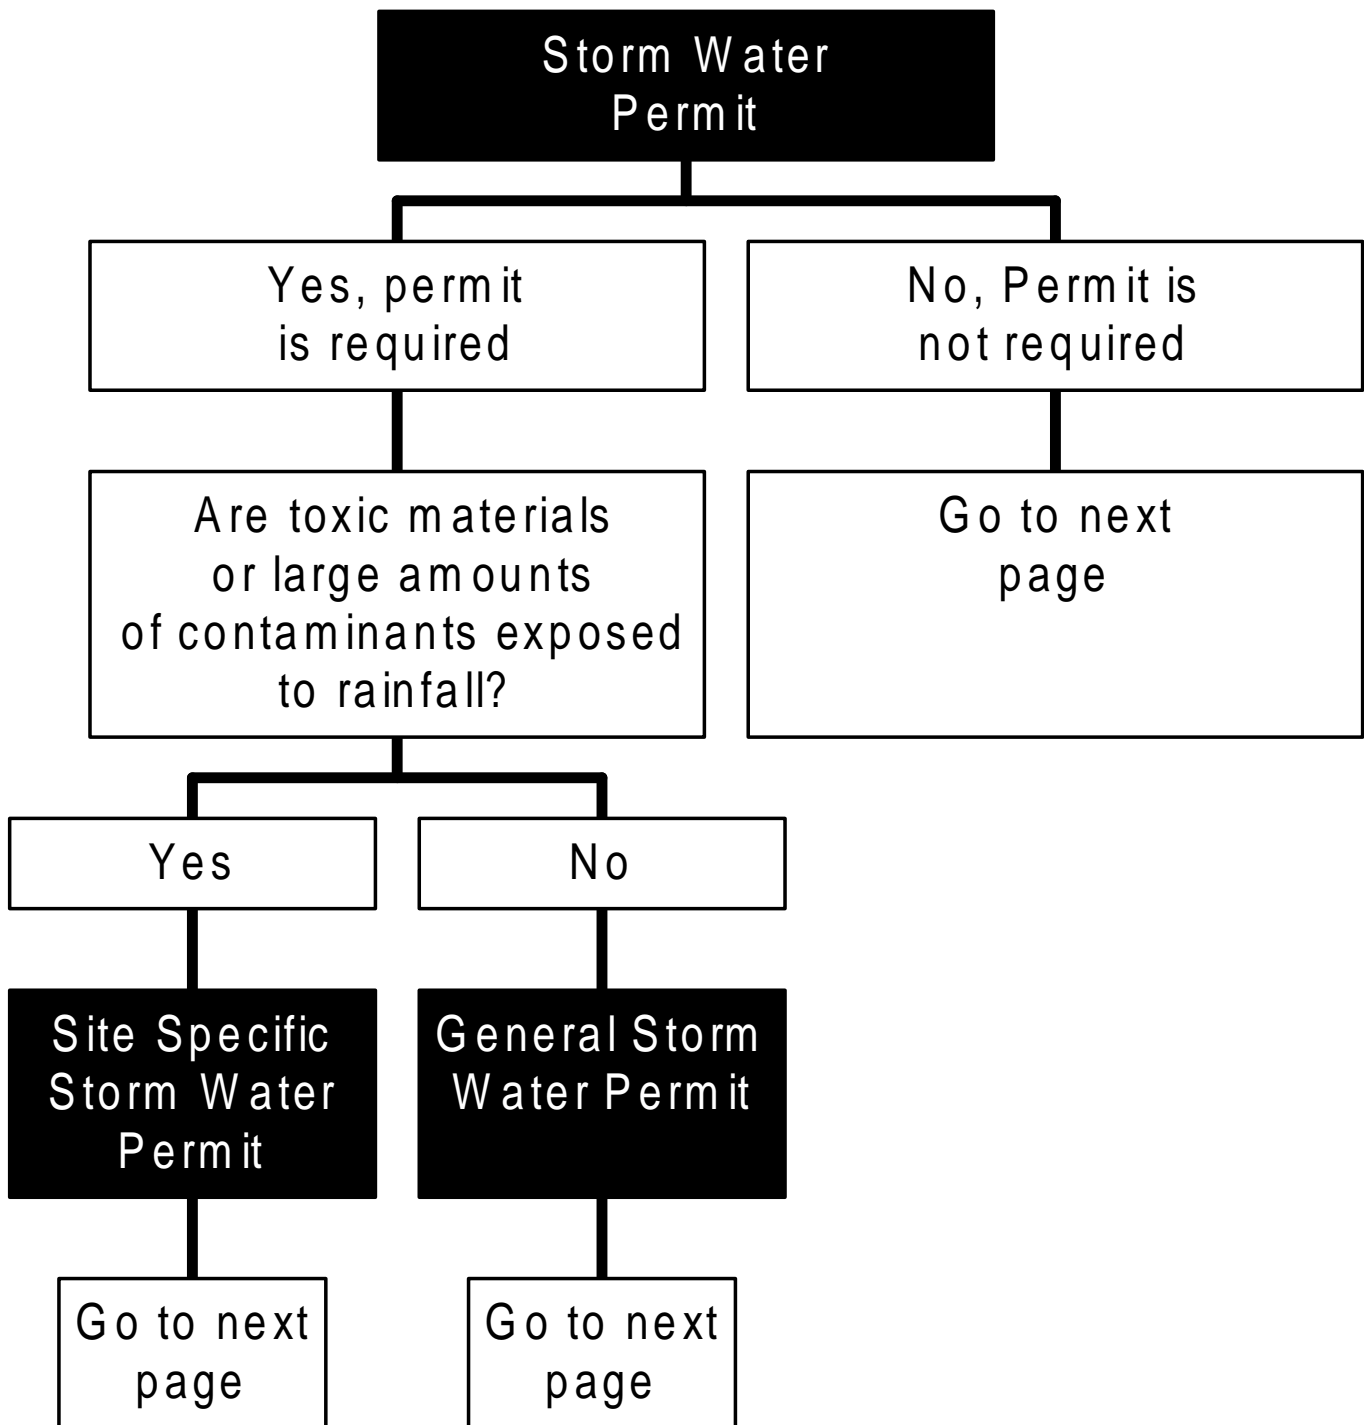 Storm Water
Permit
Yes, permit
is required
No, Permit is
not required
Are toxic materials
or large amounts
of contaminants exposed
to rainfall?
Go to next
page
Yes
No
Site Specific
Storm Water
Permit
General Storm
Water Permit
Go to next
page
Go to next
page